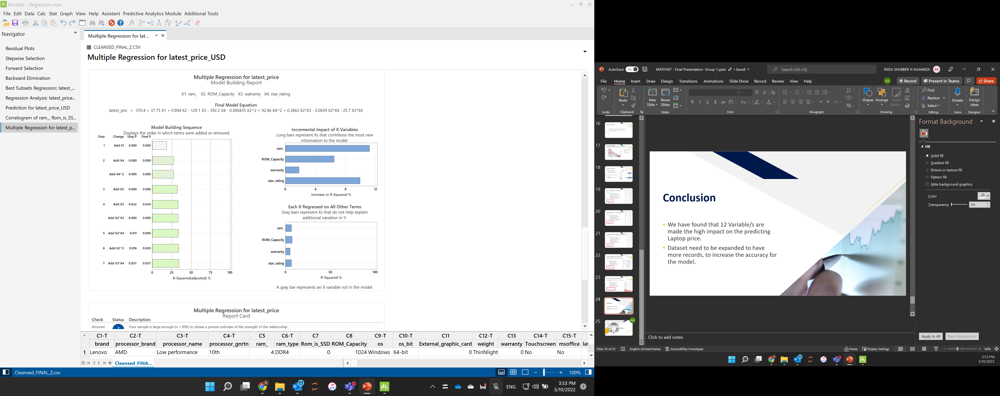 Minitab - Regression.mpx
File Edit Data Calc Stat Graph View Help Assistant Predictive Analytics Module Additional Tools
Navigator
Residual Plots
Stepwise Selection
Forward Selection
Backward Elimination
Best Subsets Regression: latest_...
Regression Analysis: latest_price...
Prediction for latest_price_USD
Correlogram of ram_, Rom_is_SS...
Multiple Regression for latest_p...
Multiple Regression for lat...
CLEANSED_FINAL_Z.CSV
Multiple Regression for latest_price_USD
Multiple Regression for latest_price
Model Building Report
X1: ram_ X2: ROM_Capacity X3: warranty X4: star_rating
Final Model Equation
latest_pric = 370.4 + 37.75 X1 + 0.894 X2 - 129.1 X3 - 392.2 X4 - 0.000435 X2^2 + 92.66 X4^2 + 0.3863 X2*X3 - 0.0659 X2*X4 - 25.7 X3*X4
Model Building Sequence
Displays the order in which terms were added or removed.
Step Change Step P Final P
1 Add X1 0.000 0.000
2 Add X4 0.000 0.000
Add X4^2 0.000 0.000
3 Add X2 0.000 0.000
4 Add X3 0.632 0.634
Add X2*X3 0.000 0.000
5 Add X2*X4 0.011 0.006
6 Add X2^2 0.016 0.020
7 Add X3*X4 0.037 0.037
0 25 50 75 100
R-Squared(adjusted) %
Incremental Impact of X Variables
Long bars represent Xs that contribute the most new
information to the model.
ram_
ROM_Capacity
warranty
star_rating
0 4 8 12
Increase in R-Squared %
Each X Regressed on All Other Terms
Gray bars represent Xs that do not help explain
additional variation in Y.
ram_
ROM_Capacity
warranty
star_rating
0 50 100
R-Squared %
A gray bar represents an X variable not in the model.
Multiple Regression for latest_price
Report Card
Check Status Description
Amount Your sample is large enough (n = 896) to obtain a precise estimate of the strength of the relationship.
C1-T C2-T C3-T C4-T C5 C6-T C7 C8 C9-T C10-T C11 C12-T C13 C14-T C15-T
brand processor_brand processor_name processor_gnrtn ram_ ram_type Rom_is_SSD ROM_Capacity os os_bit External_graphic_card weight warranty Touchscreen msoffice lat
1 Lenovo AMD Low performance 10th 4 DDR4 0 1024 Windows 64-bit 0 ThinNlight 0 No No
Cleansed_FINA...
Cleansed_FINAL_Z.csv
100%
ENG
3:53 PM
5/10/2022
1
AutoSave On
MATH587 - Final Presentation- Group 1.pptx • Saved
Search (Alt+Q)
REDA SHUBBER H ALHAMZA RA
File Home Insert Draw Design Transitions Animations Slide Show Record Review View Help
AA Record Present in Teams Share
Paste
New
Slide
Reuse
Slides
11+
B I U S ab AV Aa A
Shapes Arrange Quick
Styles
Find
Replace
Select
Dictate
Design
Ideas
Undo Clipboard Slides Font Paragraph Drawing Editing Voice Designer
16
17
18
19
20
21
22
23
24
25
AA
Conclusion
• We have found that 12 Variable/s are
made the high impact on the predicting
Laptop price.
• Dataset need to be expanded to have
more records, to increase the accuracy for
the model.
Click to add notes
Format Background
Fill
Solid fill
Gradient fill
Picture or texture fill
Pattern fill
Hide background graphics
Color
Transparency 0%
Apply to All Reset Background
Slide 24 of 25 English (United States) Accessibility: Investigate Notes Display Settings 68%
3:53 PM
5/10/2022